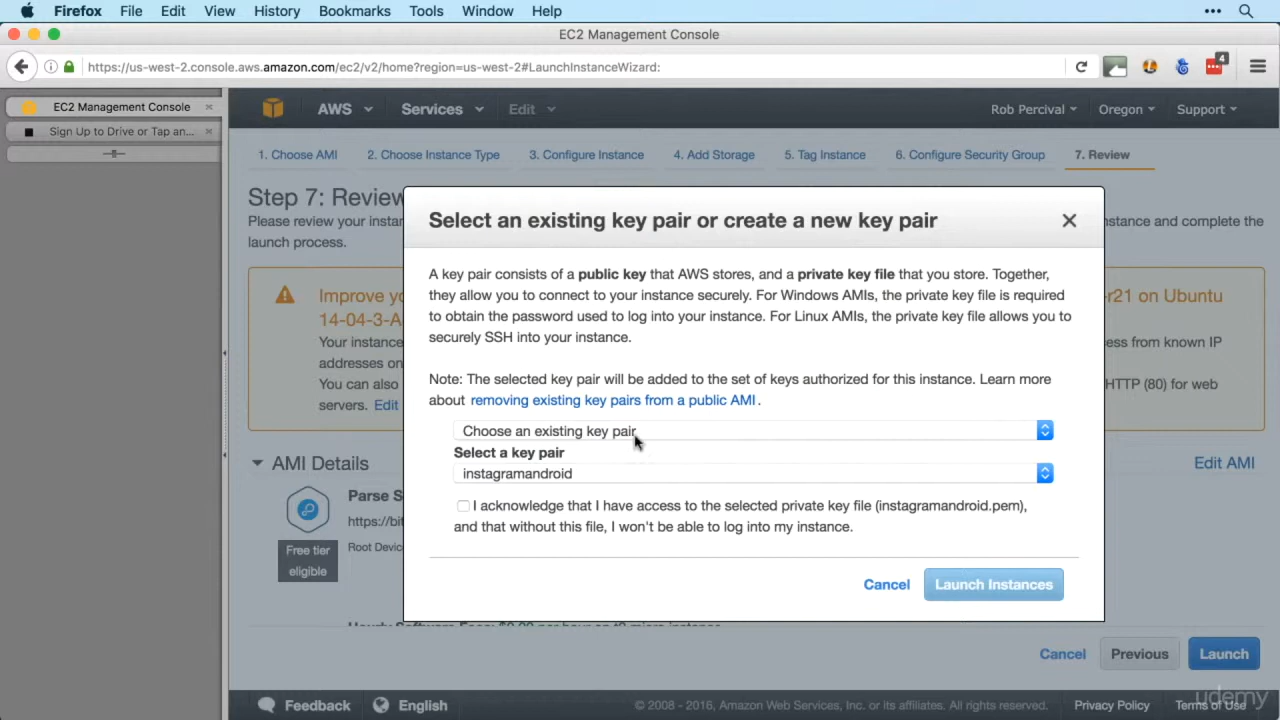 Firefox File Edit View History Bookmarks Tools Window Help
EC2 Management Console
https://us-west-2.console.aws.amazon.com/ec2/v2/home?region=us-west-2#LaunchInstanceWizard:
4
EC2 Management Console
Sign Up to Drive or Tap an...
AWS Services Edit Rob Percival Oregon Support
1. Choose AMI 2. Choose Instance Type 3. Configure Instance 4. Add Storage 5. Tag Instance 6. Configure Security Group 7. Review
Step 7: Review
Please review your instan
nstance and complete the
launch process.
Select an existing key pair or create a new key pair
A key pair consists of a public key that AWS stores, and a private key file that you store. Together,
they allow you to connect to your instance securely. For Windows AMIs, the private key file is required
to obtain the password used to log into your instance. For Linux AMIs, the private key file allows you to
securely SSH into your instance.
Note: The selected key pair will be added to the set of keys authorized for this instance. Learn more
about removing existing key pairs from a public AMI.
Choose an existing key pair
Select a key pair
instagramandroid
I acknowledge that I have access to the selected private key file (instagramandroid.pem),
and that without this file, I won't be able to log into my instance.
Cancel Launch Instances
Improve yo
-r21 on Ubuntu
14-04-3-A
Your instance
ess from known IP
addresses on
You can also
HTTP (80) for web
servers. Edit
AMI Details
Edit AMI
Parse S
https://bit
Free tier
eligible
Root Devic
Cancel Previous Launch
Feedback English © 2008 - 2016, Amazon Web Services, Inc. or its affiliates. All rights reserved. Privacy Policy Terms of Use
udemy